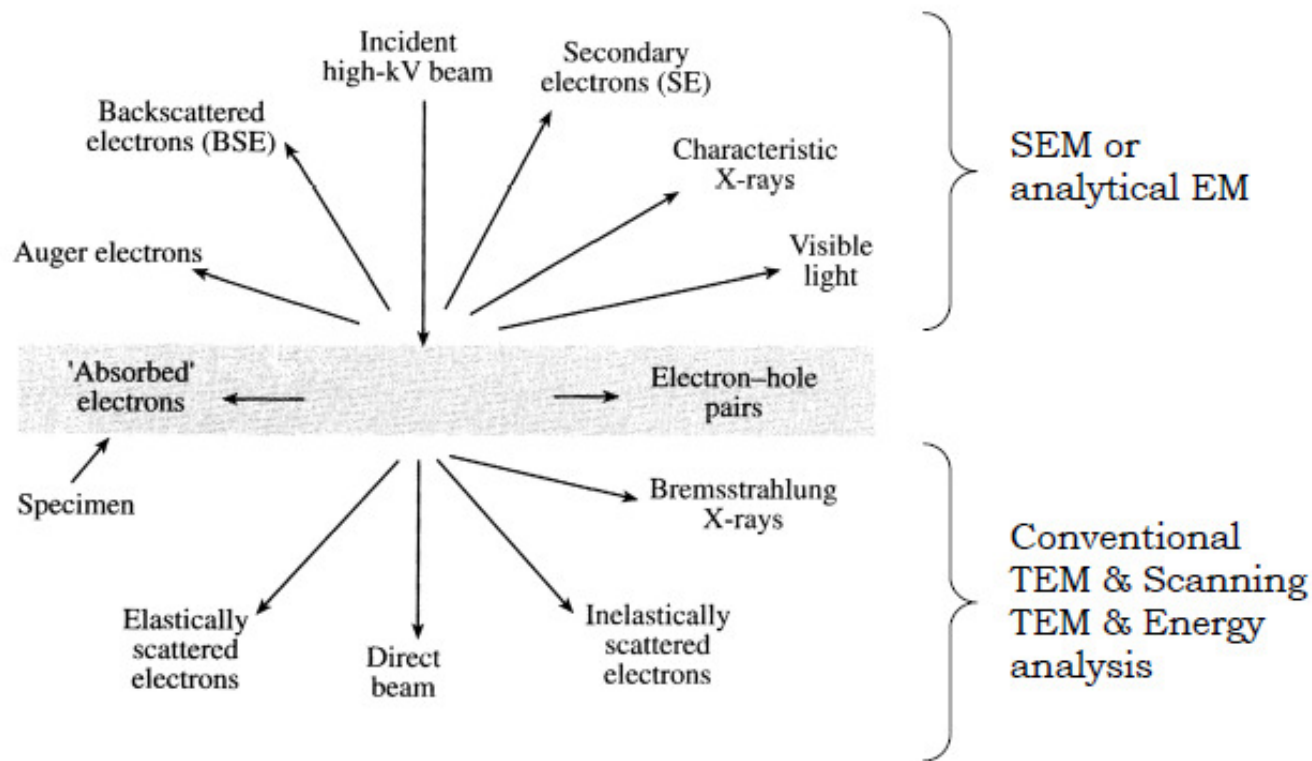 Incident
high-kV beam
Secondary
electrons (SE)
Backscattered
electrons (BSE)
Characteristic
X-rays
SEM or
analytical EM
Auger electrons
Visible
light
'Absorbed'
electrons
Electron–hole
pairs
Specimen
Bremsstrahlung
X-rays
Elastically
scattered
electrons
Direct
beam
Inelastically
scattered
electrons
Conventional
TEM & Scanning
TEM & Energy
analysis